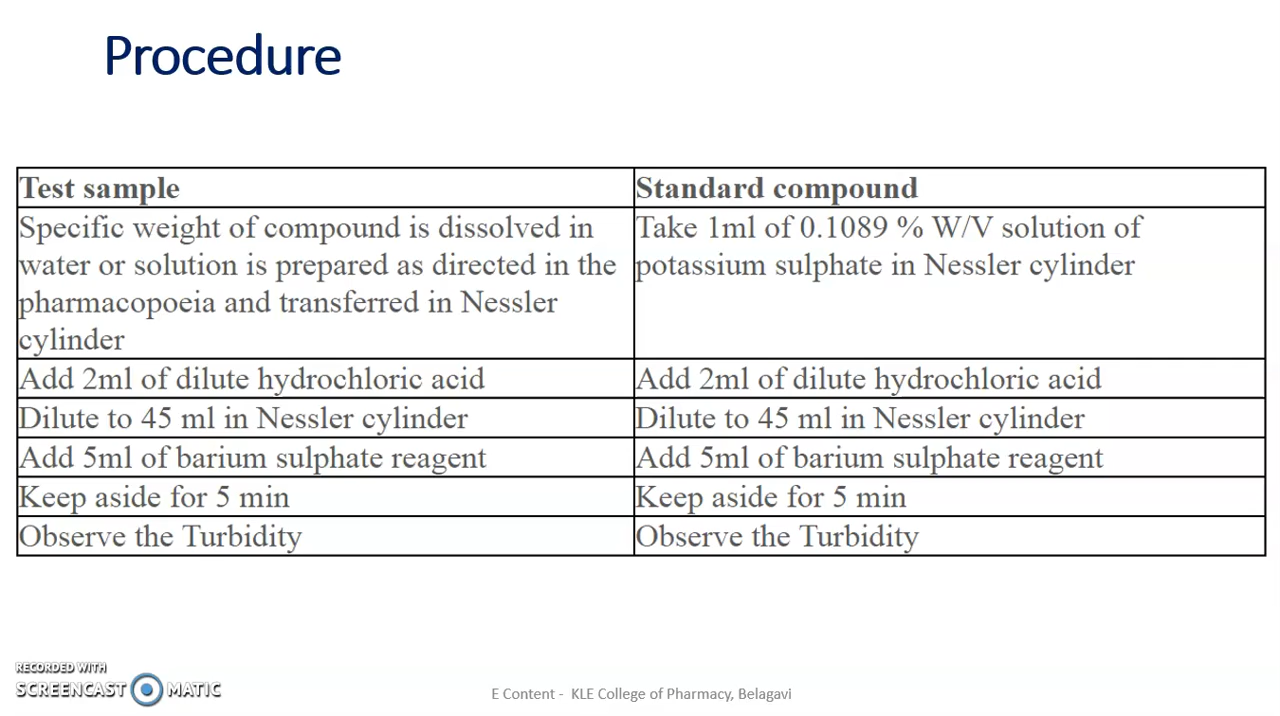 Procedure
Test sample
Standard compound
Specific weight of compound is dissolved in
water or solution is prepared as directed in the
pharmacopoeia and transferred in Nessler
cylinder
Take 1ml of 0.1089 % W/V solution of
potassium sulphate in Nessler cylinder
Add 2ml of dilute hydrochloric acid
Add 2ml of dilute hydrochloric acid
Dilute to 45 ml in Nessler cylinder
Dilute to 45 ml in Nessler cylinder
Add 5ml of barium sulphate reagent
Add 5ml of barium sulphate reagent
Keep aside for 5 min
Keep aside for 5 min
Observe the Turbidity
Observe the Turbidity
RECORDED WITH
SCREENCAST MATIC
E Content - KLE College of Pharmacy, Belagavi